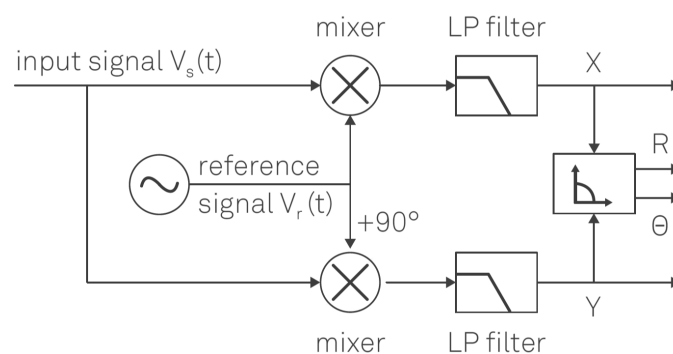 mixer
LP filter
input signal Vs(t)
X
R
reference
signal Vr(t)
+90°
Θ
Y
mixer
LP filter